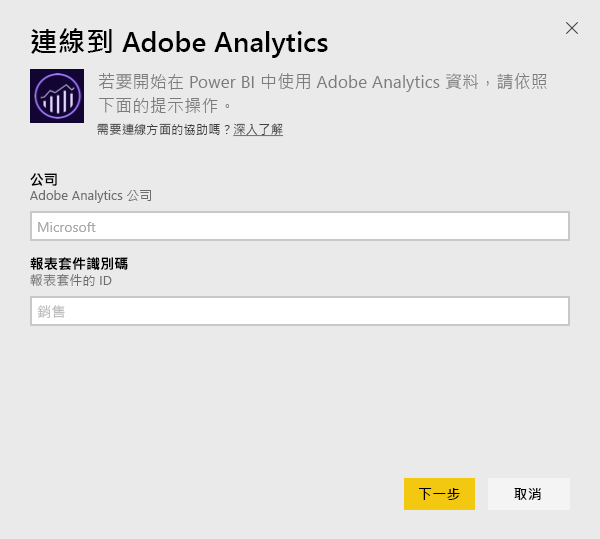 連線到 Adobe Analytics
若要開始在 Power BI 中使用 Adobe Analytics 資料，請依照
下面的提示操作。
需要連線方面的協助嗎？深入了解
公司
Adobe Analytics 公司
Microsoft
報表套件識別碼
報表套件的 ID
銷售
下一步
取消